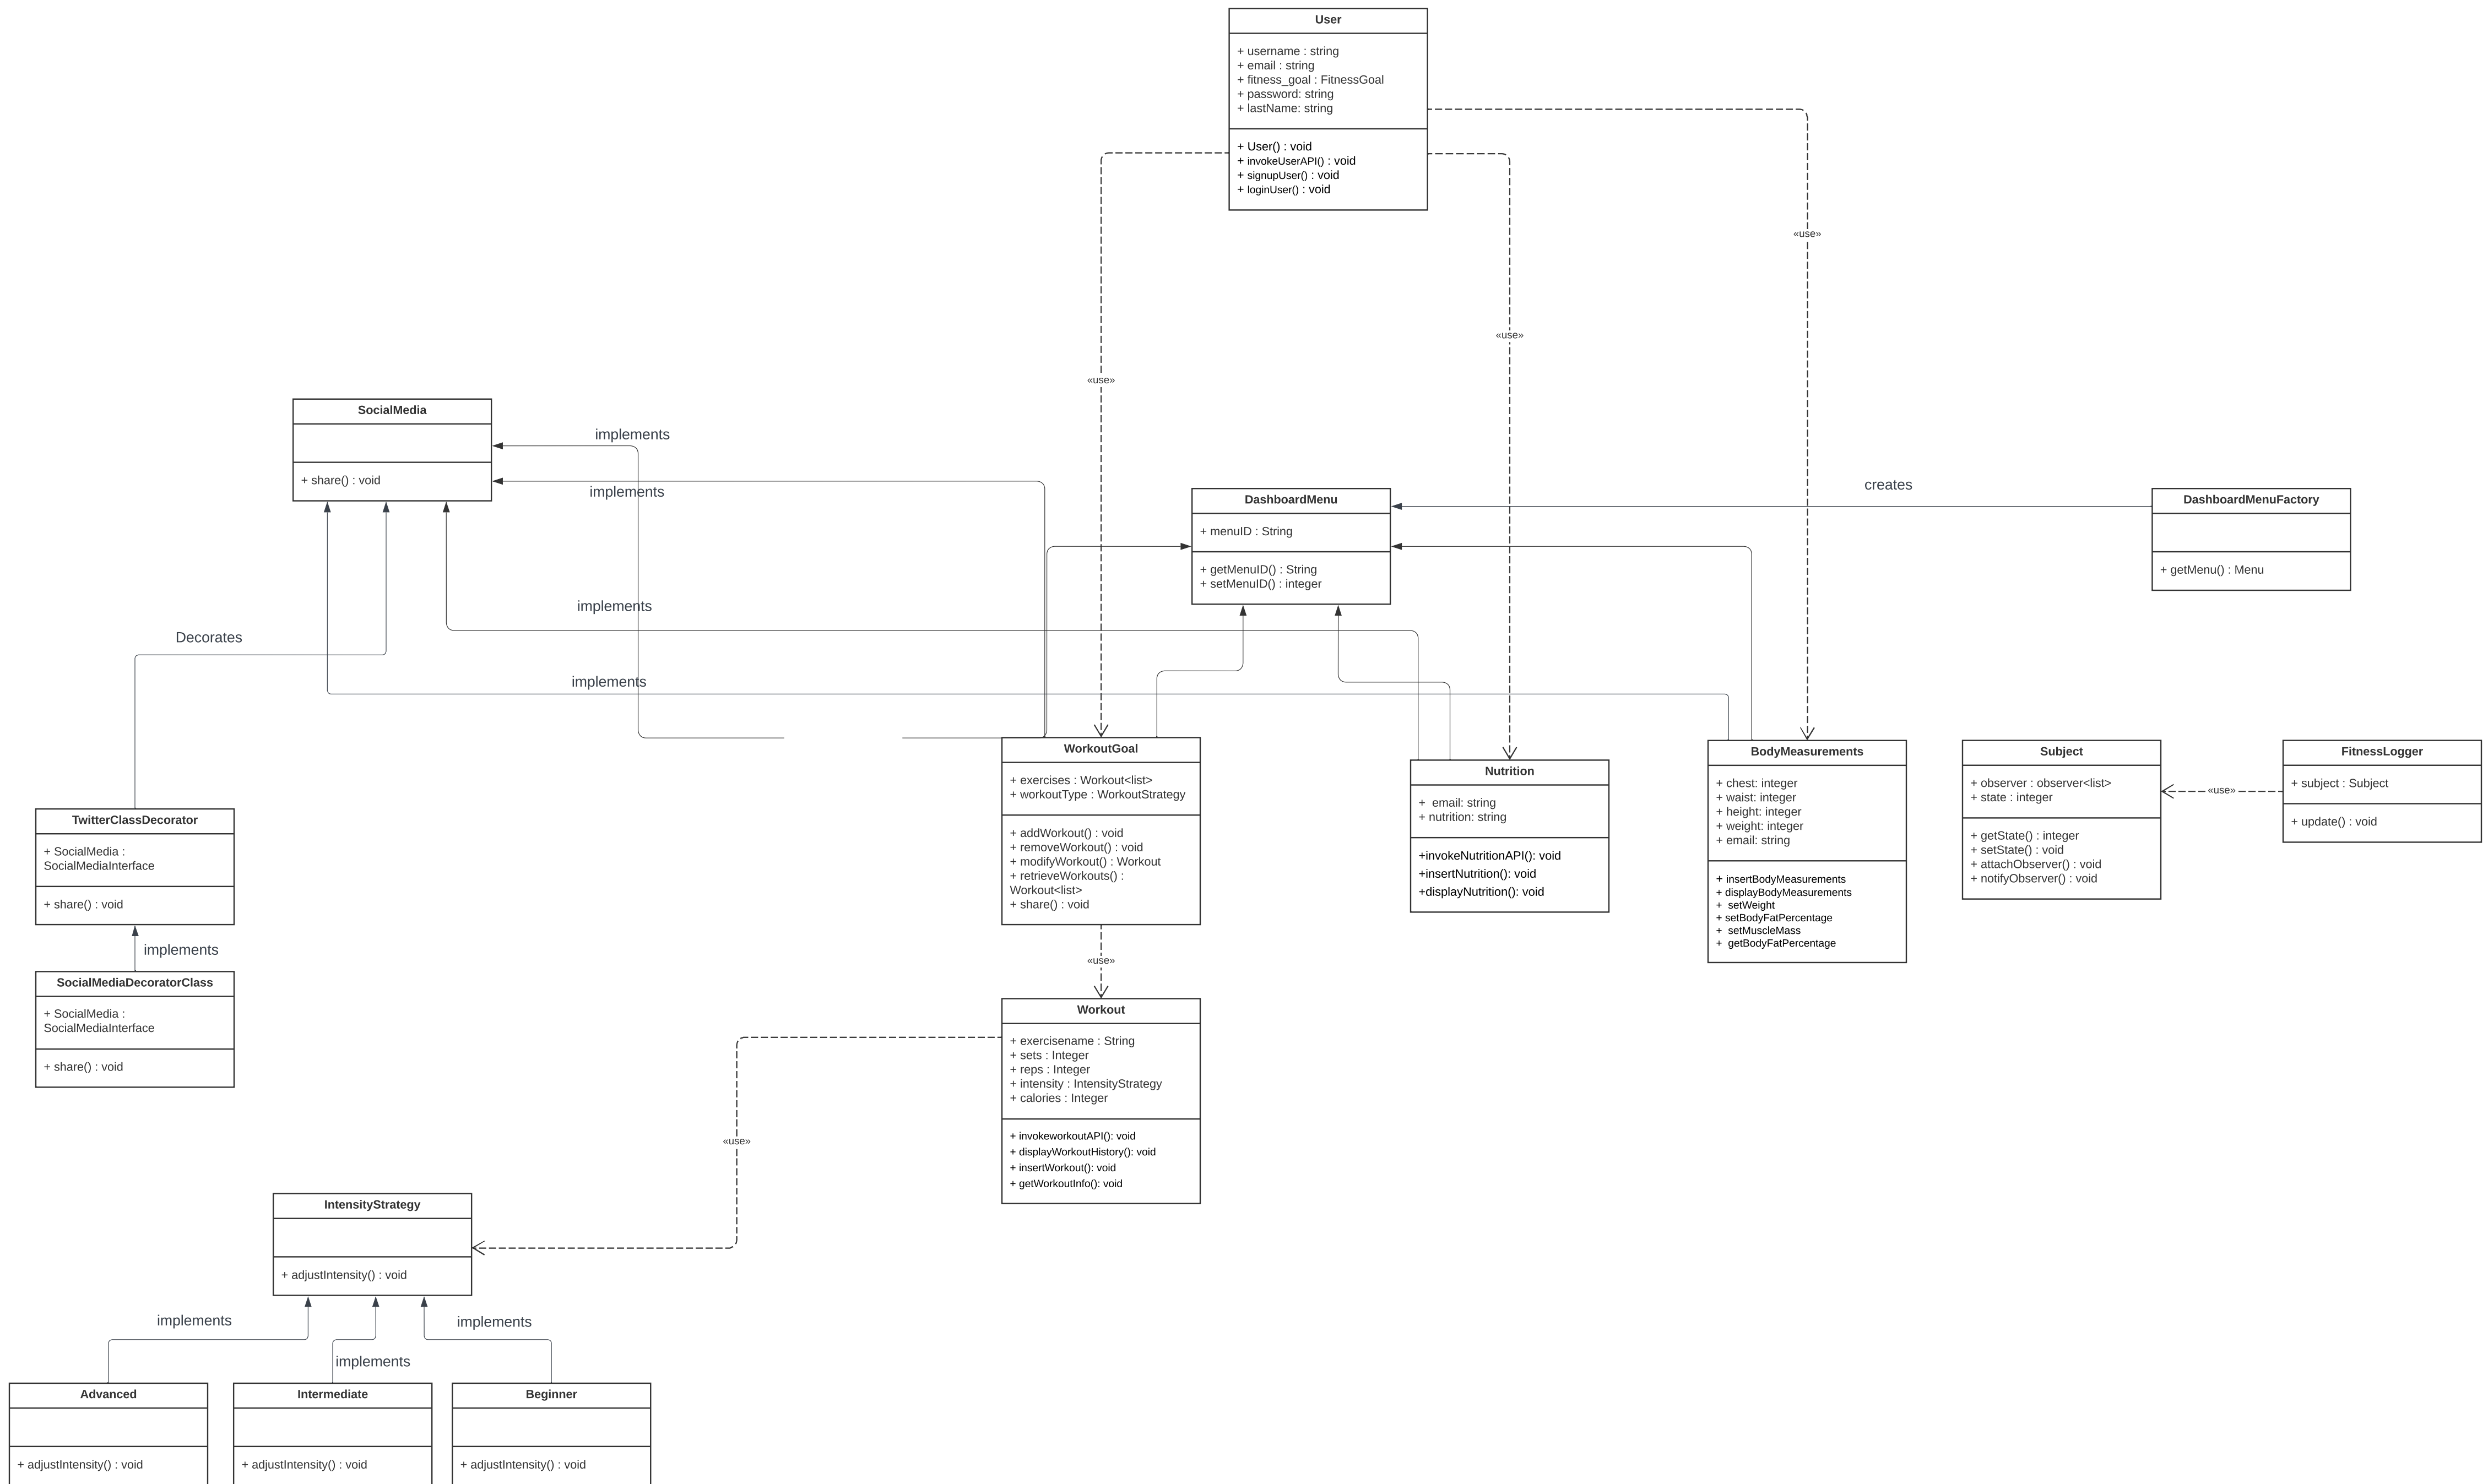 User
+ username : string
+ email : string
+ fitness_goal : FitnessGoal
+ password: string
+ lastName: string
+ User() : void
+ invokeUserAPI() : void
+ signupUser() : void
+ loginUser() : void
«use»
«use»
«use»
SocialMedia
+ share() : void
implements
implements
implements
implements
Decorates
DashboardMenu
+ menuID : String
+ getMenuID() : String
+ setMenuID() : integer
creates
DashboardMenuFactory
+ getMenu() : Menu
WorkoutGoal
+ exercises : Workout<list>
+ workoutType : WorkoutStrategy
+ addWorkout() : void
+ removeWorkout() : void
+ modifyWorkout() : Workout
+ retrieveWorkouts() :
Workout<list>
+ share() : void
Nutrition
+ email: string
+ nutrition: string
+invokeNutritionAPI(): void
+insertNutrition(): void
+displayNutrition(): void
BodyMeasurements
+ chest: integer
+ waist: integer
+ height: integer
+ weight: integer
+ email: string
+ insertBodyMeasurements
+ displayBodyMeasurements
+ setWeight
+ setBodyFatPercentage
+ setMuscleMass
+ getBodyFatPercentage
Subject
+ observer : observer<list>
+ state : integer
+ getState() : integer
+ setState() : void
+ attachObserver() : void
+ notifyObserver() : void
«use»
FitnessLogger
+ subject : Subject
+ update() : void
TwitterClassDecorator
+ SocialMedia :
SocialMediaInterface
+ share() : void
implements
SocialMediaDecoratorClass
+ SocialMedia :
SocialMediaInterface
+ share() : void
«use»
Workout
+ exercisename : String
+ sets : Integer
+ reps : Integer
+ intensity : IntensityStrategy
+ calories : Integer
+ invokeworkoutAPI(): void
+ displayWorkoutHistory(): void
+ insertWorkout(): void
+ getWorkoutInfo(): void
«use»
IntensityStrategy
+ adjustIntensity() : void
implements
implements
implements
Advanced
+ adjustIntensity() : void
Intermediate
+ adjustIntensity() : void
Beginner
+ adjustIntensity() : void